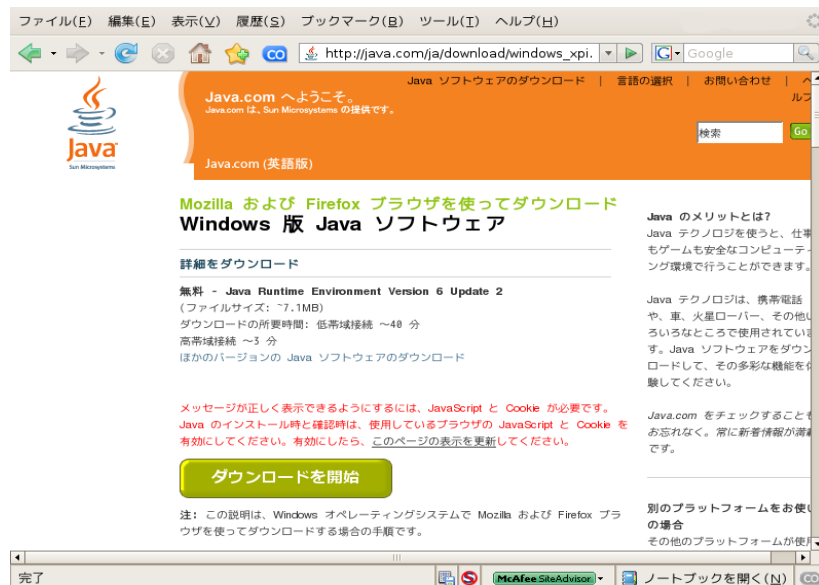 ファイル(F) 編集(E) 表示(V) 履歴(S) ブックマーク(B) ツール(T) ヘルプ(H)
http://java.com/ja/download/windows_xpi. Google
Java ソフトウェアのダウンロード | 言語の選択 | お問い合わせ | ヘルプ
Java.com へようこそ。
Java.com は、Sun Microsystems の提供です。
検索 Go
Java
Sun Microsystems
Java.com (英語版)
Mozilla および Firefox ブラウザを使ってダウンロード
Windows 版 Java ソフトウェア
詳細をダウンロード
無料 - Java Runtime Environment Version 6 Update 2
(ファイルサイズ: ~7.1MB)
ダウンロードの所要時間: 低帯域接続 ～40 分
高帯域接続 ～3 分
ほかのバージョンの Java ソフトウェアのダウンロード
メッセージが正しく表示できるようにするには、JavaScript と Cookie が必要です。
Java のインストール時と確認時は、使用しているブラウザの JavaScript と Cookie を
有効にしてください。有効にしたら、このページの表示を更新してください。
ダウンロードを開始
注: この説明は、Windows オペレーティングシステムで Mozilla および Firefox ブラ
ウザを使ってダウンロードする場合の手順です。
Java のメリットとは?
Java テクノロジを使うと、仕事
もゲームも安全なコンピューティ
ング環境で行うことができます。
Java テクノロジは、携帯電話
や、車、火星ローバー、その他い
ろいろなところで使用されていま
す。Java ソフトウェアをダウン
ロードして、その多彩な機能を体
験してください。
Java.com をチェックすることも
お忘れなく。常に新着情報が満載
です。
別のプラットフォームをお使い
の場合
その他のプラットフォームが使用
完了 McAfee SiteAdvisor ノートブックを開く(N)